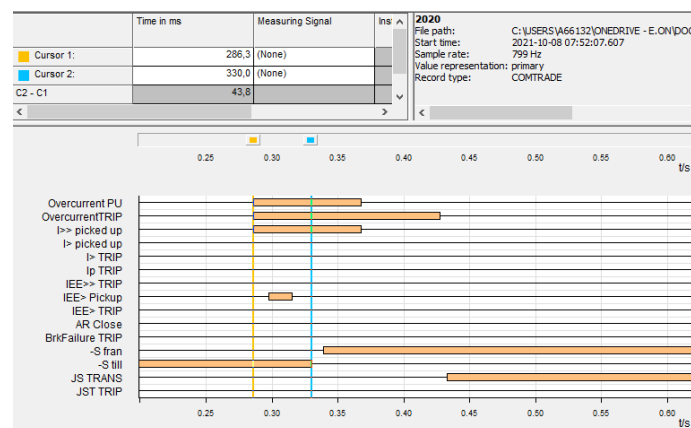 Time in ms Measuring Signal Ins
Cursor 1: 286,3 (None)
Cursor 2: 330,0 (None)
C2 - C1 43,8
2020
File path: C:\USERS\A66132\ONEDRIVE - E.ON\DOC
Start time: 2021-10-08 07:52:07.607
Sample rate: 799 Hz
Value representation: primary
Record type: COMTRADE
0.25 0.30 0.35 0.40 0.45 0.50 0.55 0.60
t/s
Overcurrent PU
OvercurrentTRIP
I>> picked up
I> picked up
I> TRIP
Ip TRIP
IEE>> TRIP
IEE> Pickup
IEE> TRIP
AR Close
BrkFailure TRIP
-S fran
-S till
JS TRANS
JST TRIP
0.25 0.30 0.35 0.40 0.45 0.50 0.55 0.60
t/s